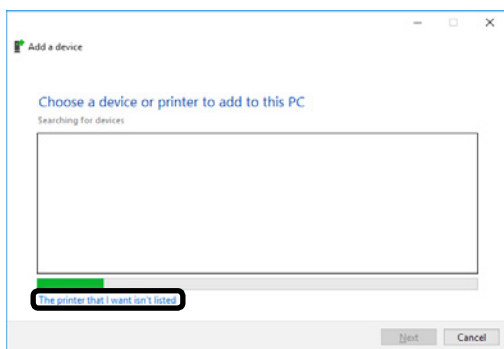 Add a device
Choose a device or printer to add to this PC
Searching for devices
The printer that I want isn't listed
Next Cancel